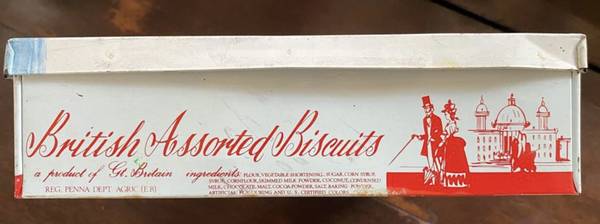 British Assorted Biscuits
a product of Gt. Britain ingredients: FLOUR, VEGETABLE SHORTENING, SUGAR, CORN SYRUP,
SYRUP, CORNFLOUR, SKIMMED MILK POWDER, COCONUT, CONDENSED
REG. PENNA DEPT. AGRIC. (E.B) MILK, CHOCOLATE, MALT, COCOA POWDER, SALT, BAKING POWDER,
ARTIFICIAL FLAVOURING AND U.S. CERTIFIED COLORS